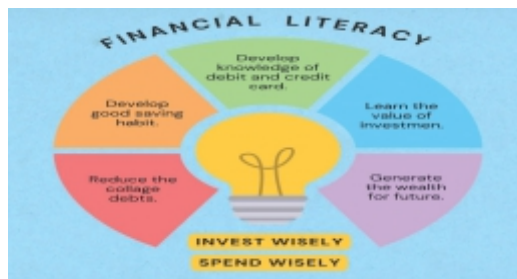 FINANCIAL LITERACY
Develop
knowledge of
debit and credit
card.
Develop
good saving
habit.
Learn the
value of
investmen.
Reduce the
collage
debts.
Generate
the wealth
for future.
INVEST WISELY
SPEND WISELY